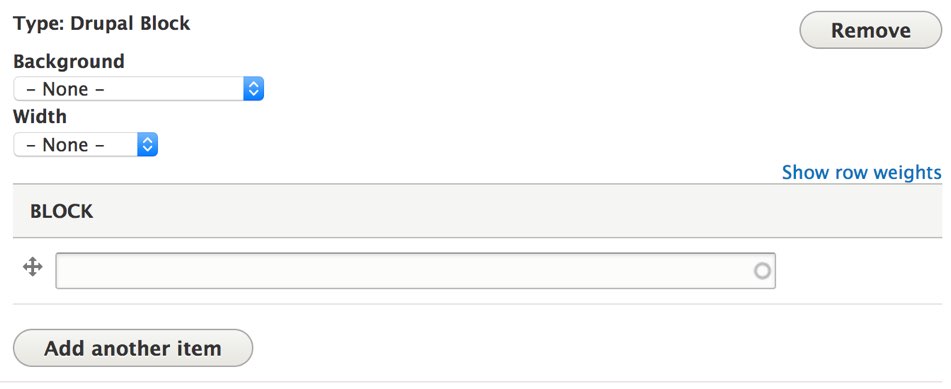 Type: Drupal Block
Remove
Background
– None –
Width
– None –
Show row weights
BLOCK
Add another item